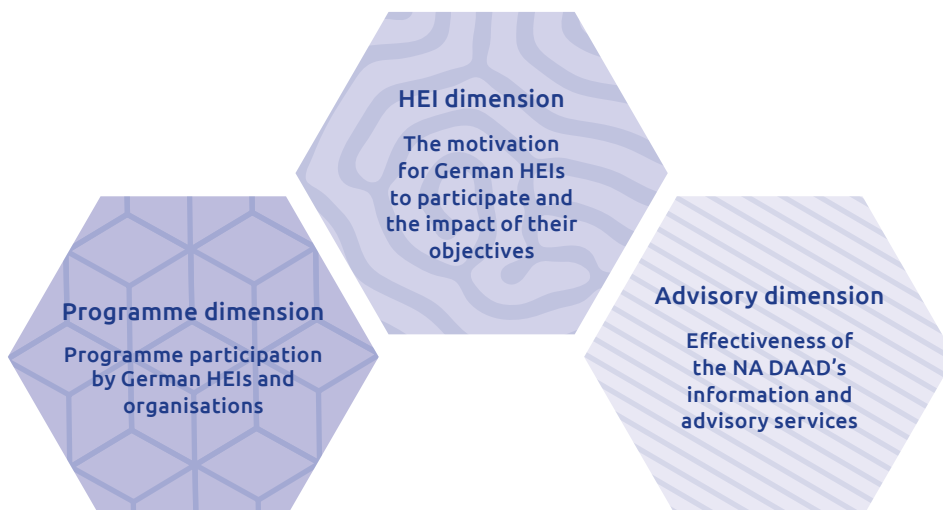 HEI dimension
The motivation
for German HEIs
to participate and
the impact of their
objectives
Programme dimension
Programme participation
by German HEIs and
organisations
Advisory dimension
Effectiveness of
the NA DAAD’s
information and
advisory services